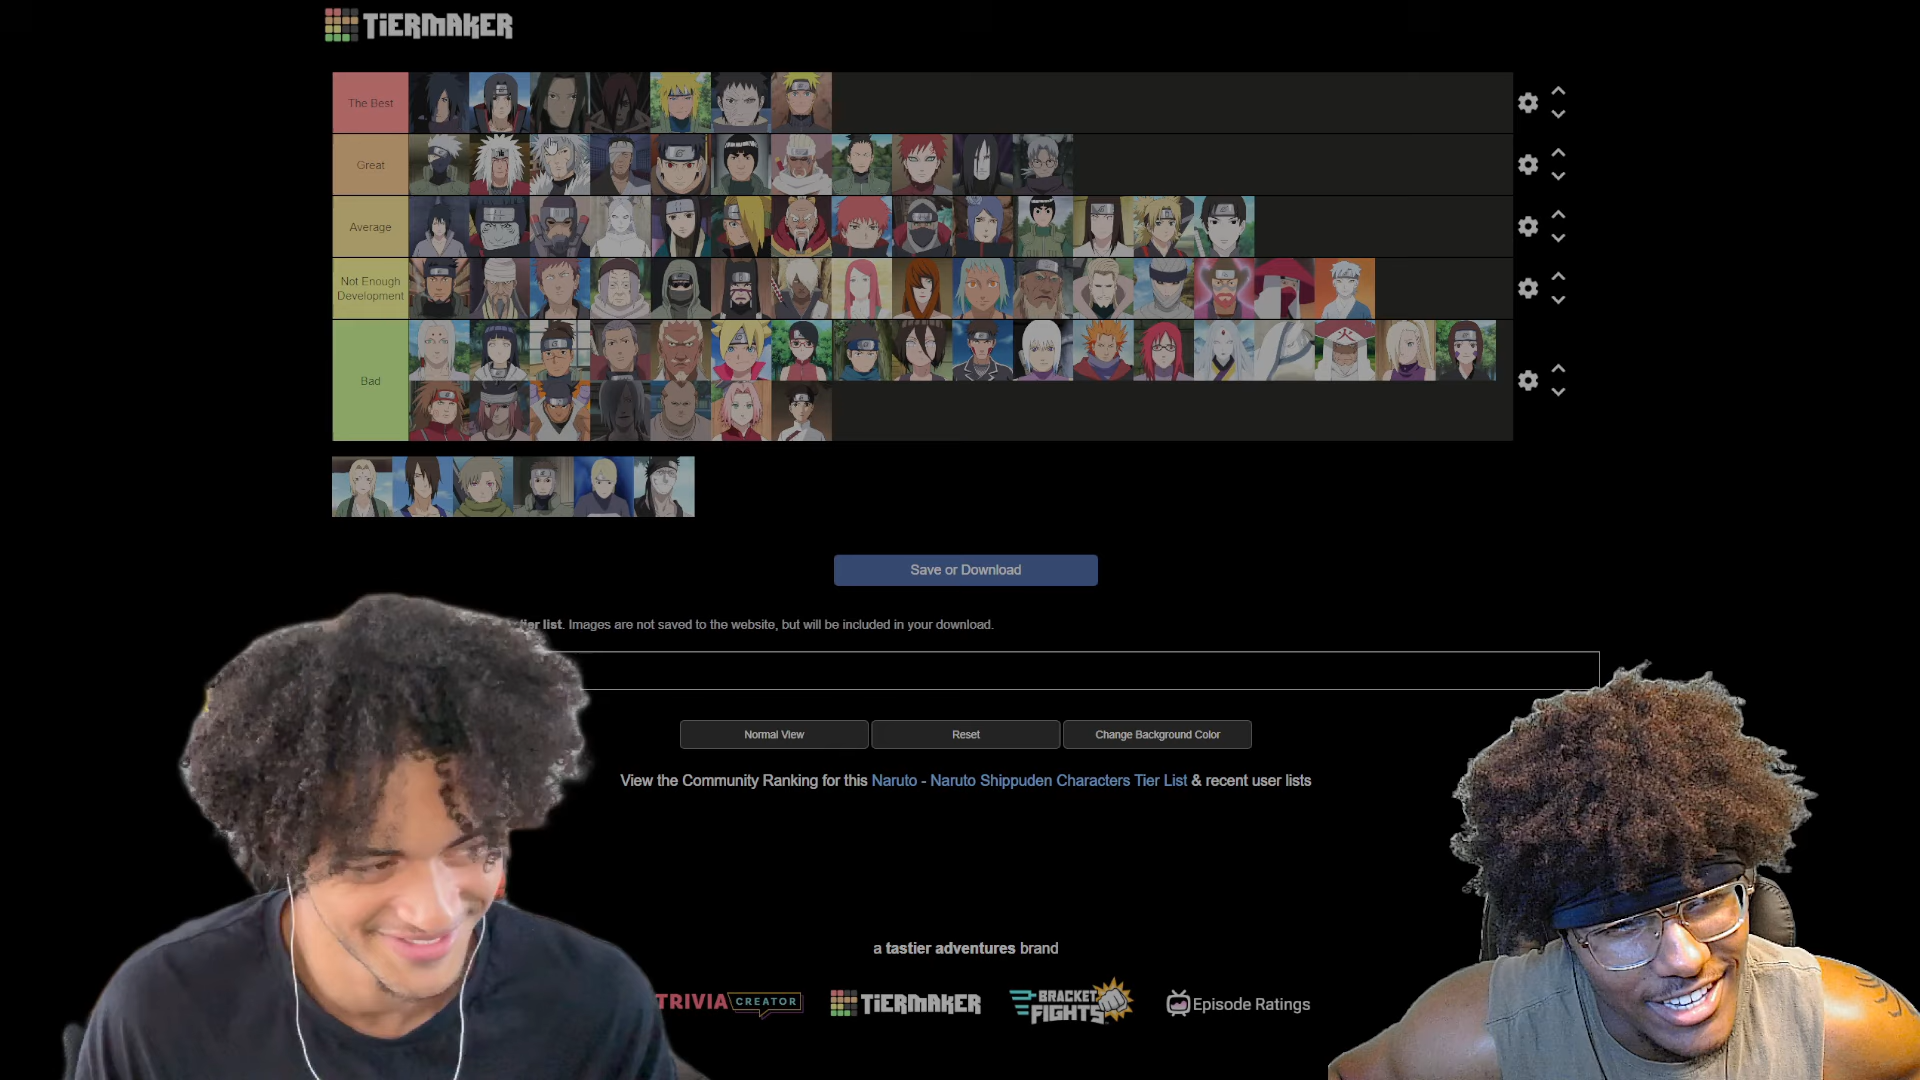 TiERMAKER
The Best
Great
Average
Not Enough
Development
Bad
Save or Download
tier list. Images are not saved to the website, but will be included in your download.
Normal View
Reset
Change Background Color
View the Community Ranking for this Naruto - Naruto Shippuden Characters Tier List & recent user lists
a tastier adventures brand
TRIVIA CREATOR
TiERMAKER
BRACKET
FIGHTS
Episode Ratings